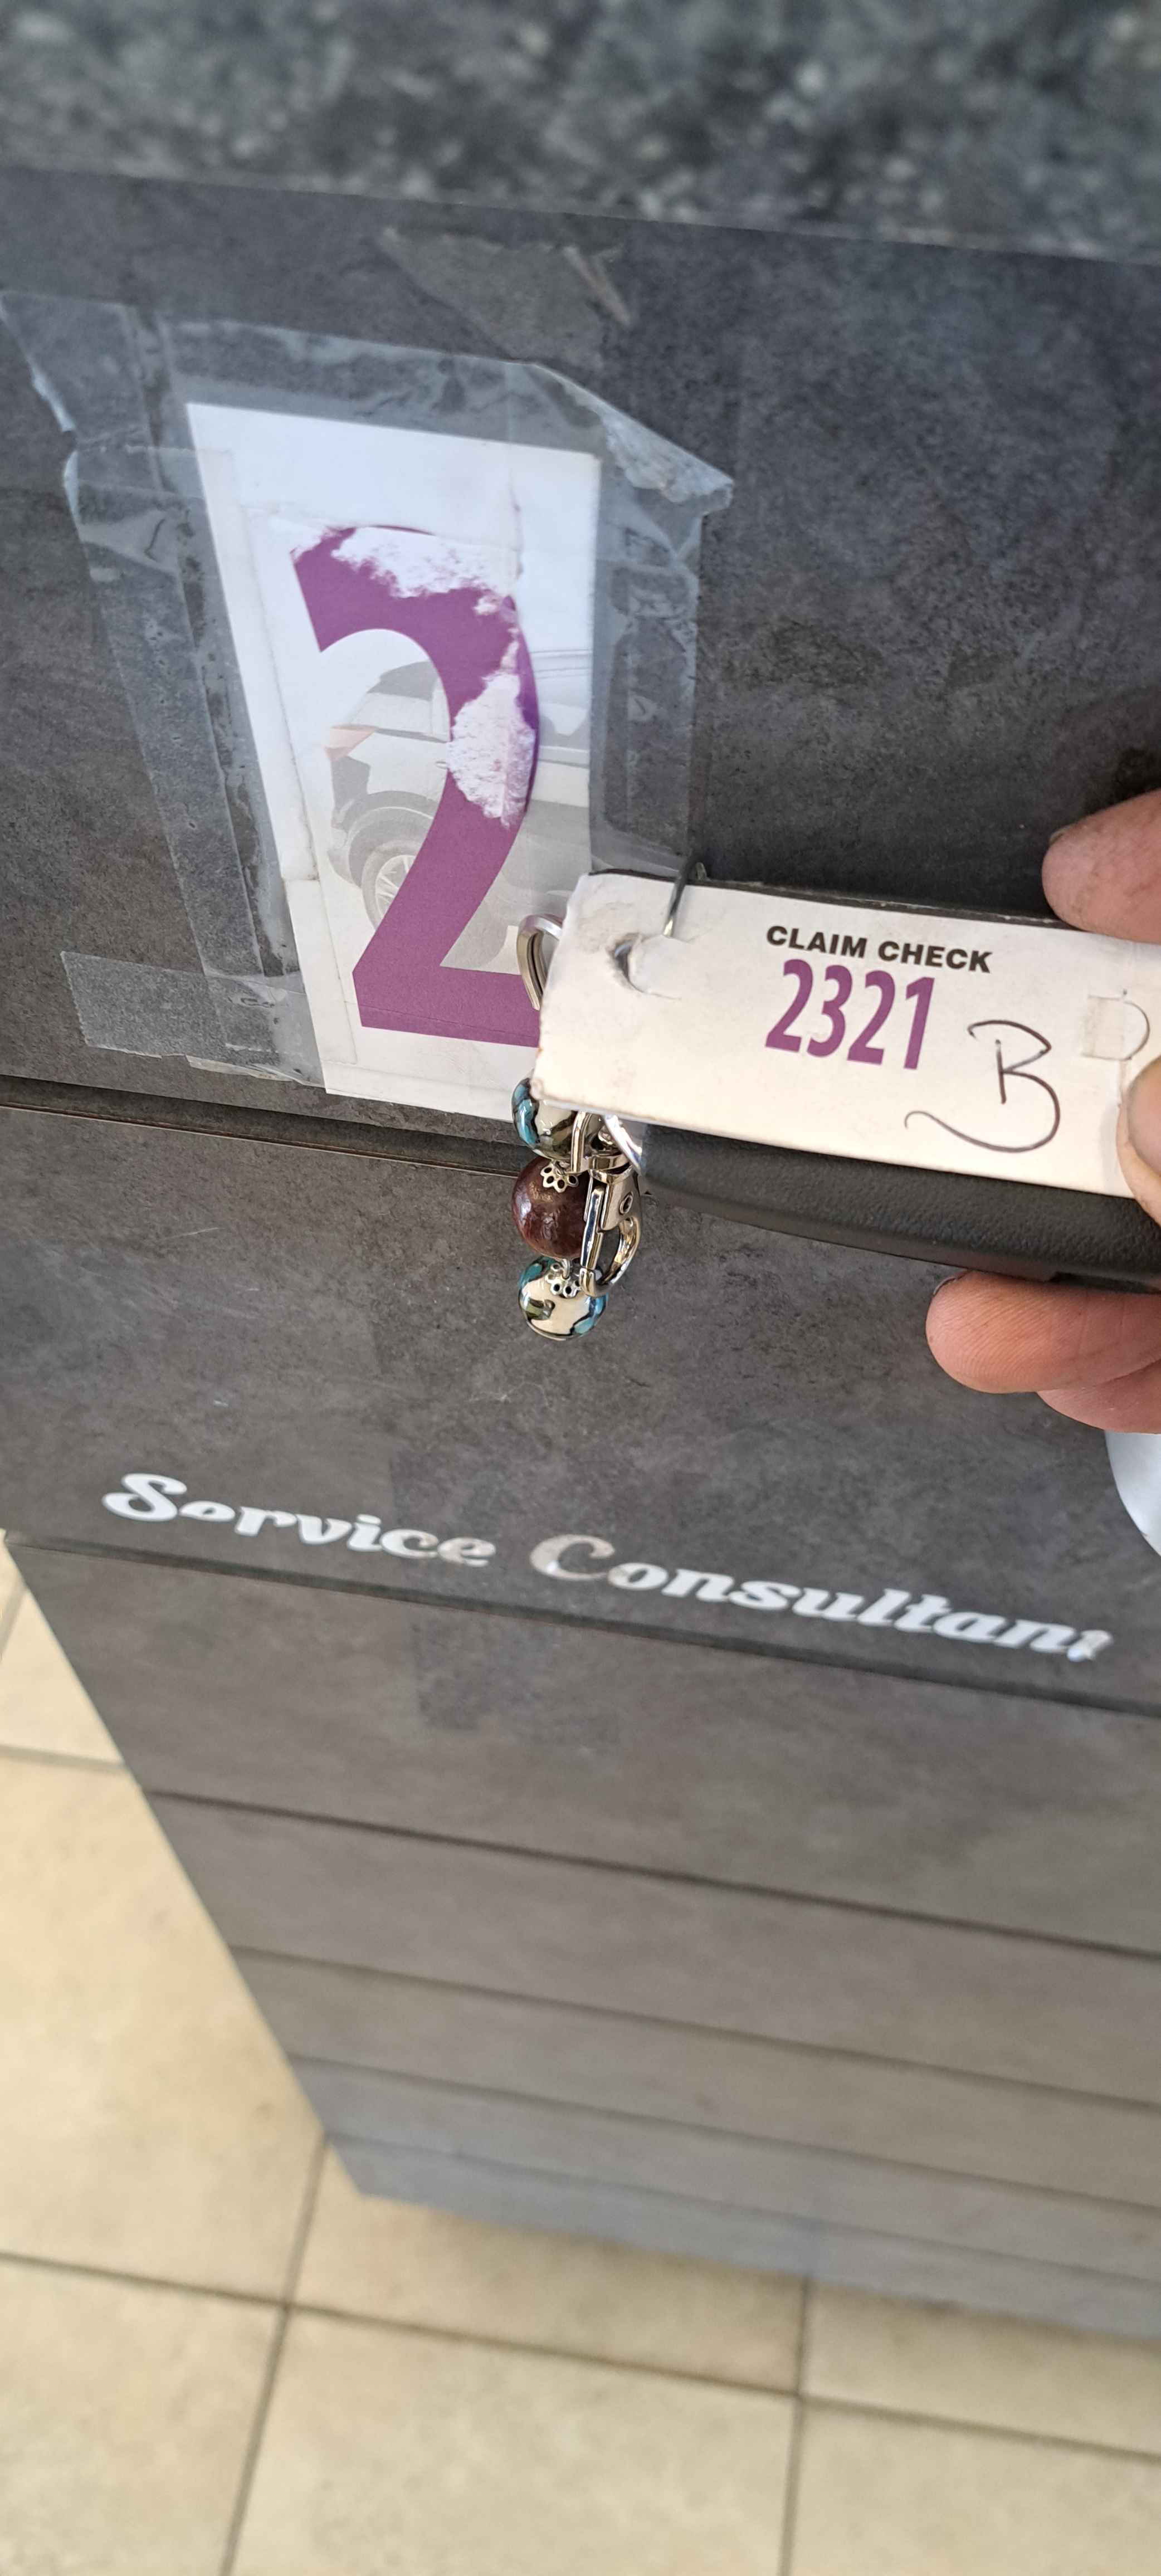 2
CLAIM CHECK
2321
B
Service Consultant